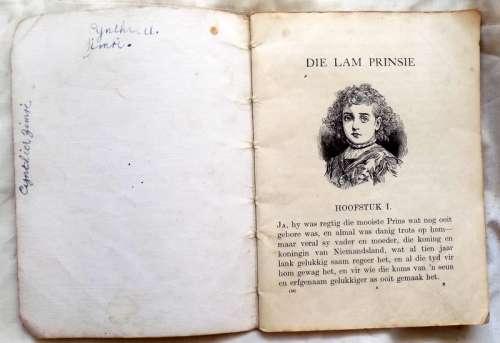 DIE LAM PRINSIE
HOOFSTUK I.
JA, hy was regtig die mooiste Prins wat nog ooit
gebore was, en almal was danig trots op hom—
maar veral sy vader en moeder, die koning en
koningin van Niemandsland, wat al tien jaar
lank gelukkig saam regeer het, en al die tyd vir
hom gewag het, en vir wie die koms van 'n seun
en erfgenaam gelukkiger as ooit gemaak het.